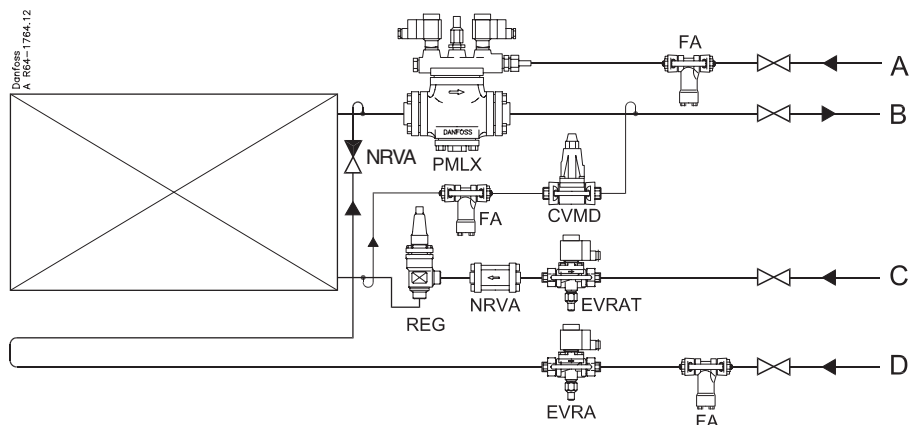 Danfoss
A R64-1764.12
FA
A
B
DANFOSS
NRVA
PMLX
FA
CVMD
C
REG
NRVA
EVRAT
D
EVRA
FA